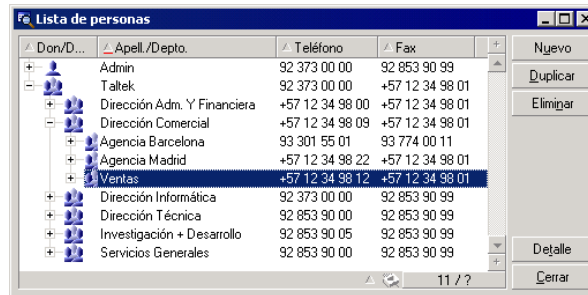 Lista de personas
Don/D... Apell./Depto. Teléfono Fax
Admin 92 373 00 00 92 853 90 99
Taltek 92 373 00 00 +57 12 34 98 01
Dirección Adm. Y Financiera +57 12 34 98 00 +57 12 34 98 01
Dirección Comercial +57 12 34 98 09 +57 12 34 98 01
Agencia Barcelona 93 301 55 01 93 774 00 11
Agencia Madrid +57 12 34 98 22 +57 12 34 98 01
Ventas +57 12 34 98 12 +57 12 34 98 01
Dirección Informática 92 373 00 00 92 853 90 99
Dirección Técnica 92 853 90 00 92 853 90 99
Investigación + Desarrollo 92 853 90 05 92 853 90 99
Servicios Generales 92 853 90 00 92 853 90 99
11 / ?
Nuevo
Duplicar
Eliminar
Detalle
Cerrar